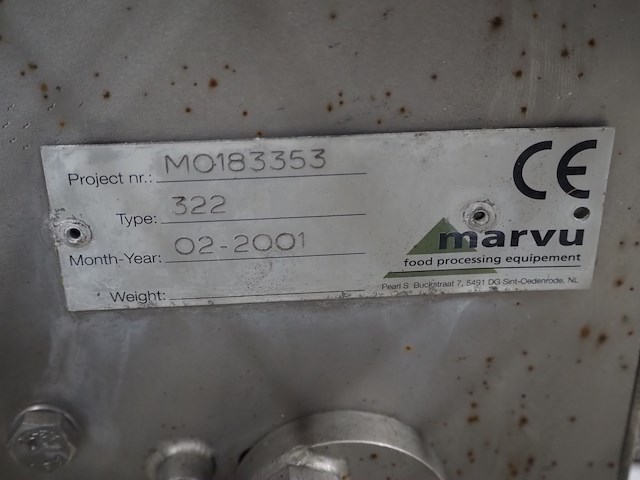 Project nr.: MO183353
Type: 322
Month-Year: 02-2001
Weight:
CE
marvu
food processing equipement
Pearl S. Buckstraat 7, 5491 DG Sint-Oedenrode, NL